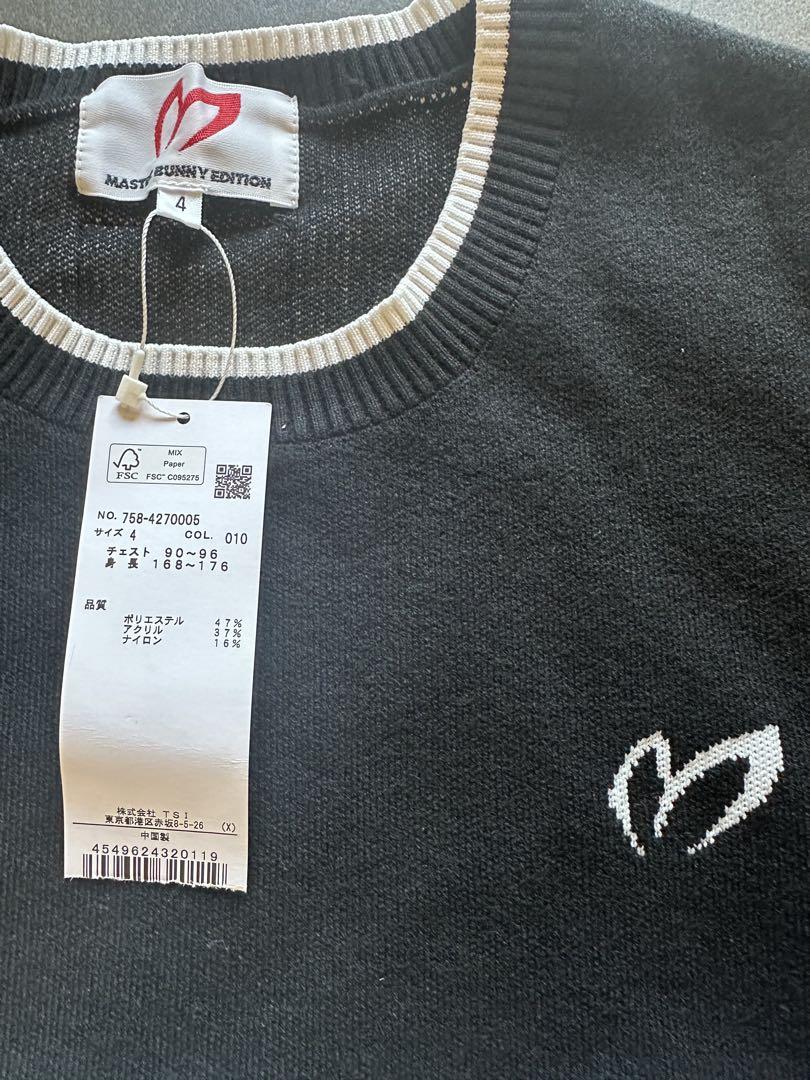 MASTER BUNNY EDITION
4
FSC
MIX
Paper
FSC™ C095275
NO. 758-4270005
サイズ 4 COL. 010
チェスト 90～96
身長 168～176
品質
ポリエステル 47%
アクリル 37%
ナイロン 16%
株式会社 TSI
東京都港区赤坂8-5-26 (X)
中国製
4549624320119